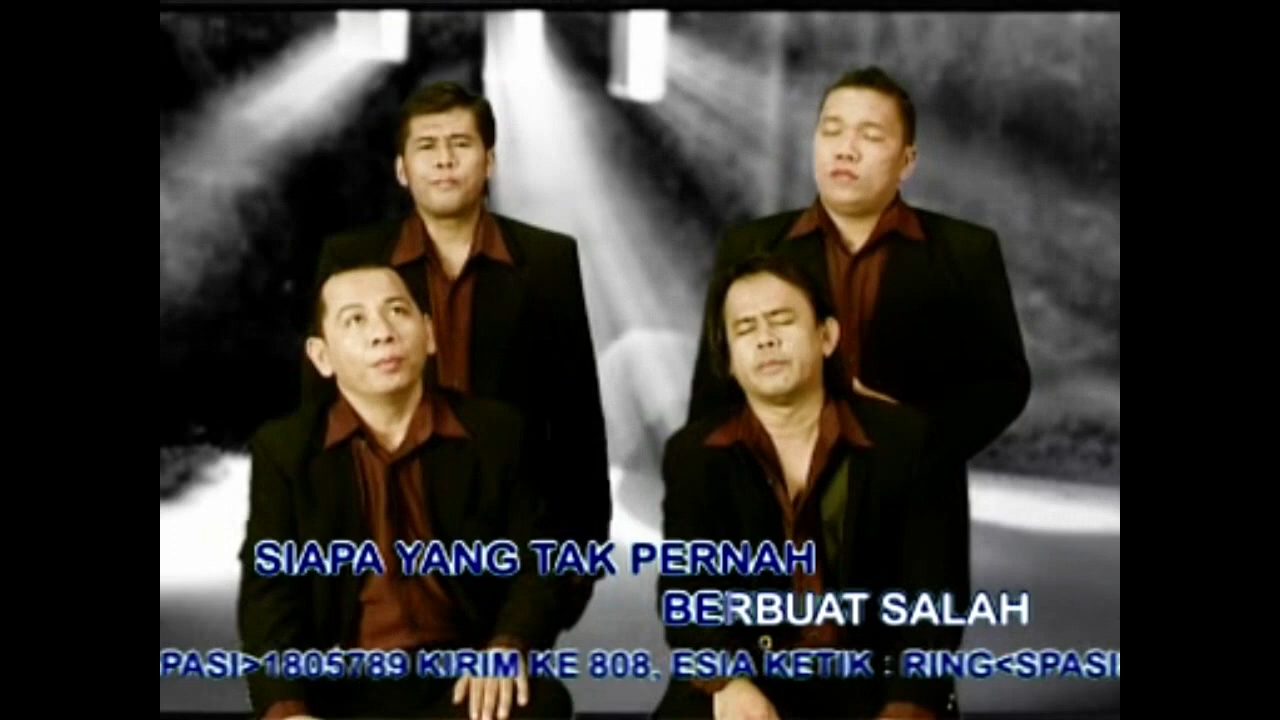 SIAPA YANG TAK PERNAH
BERBUAT SALAH
PASI>1805789 KIRIM KE 808, ESIA KETIK : RING<SPASI